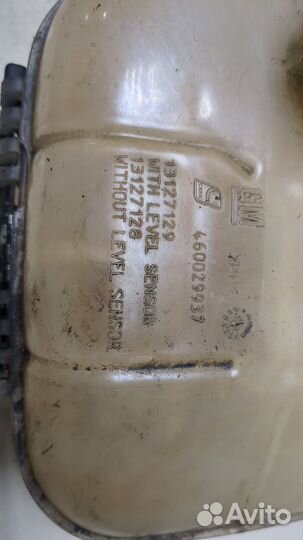 GM
460029937
13127129
WITH LEVEL SENSOR
13127128
WITHOUT LEVEL SENSOR
Avito